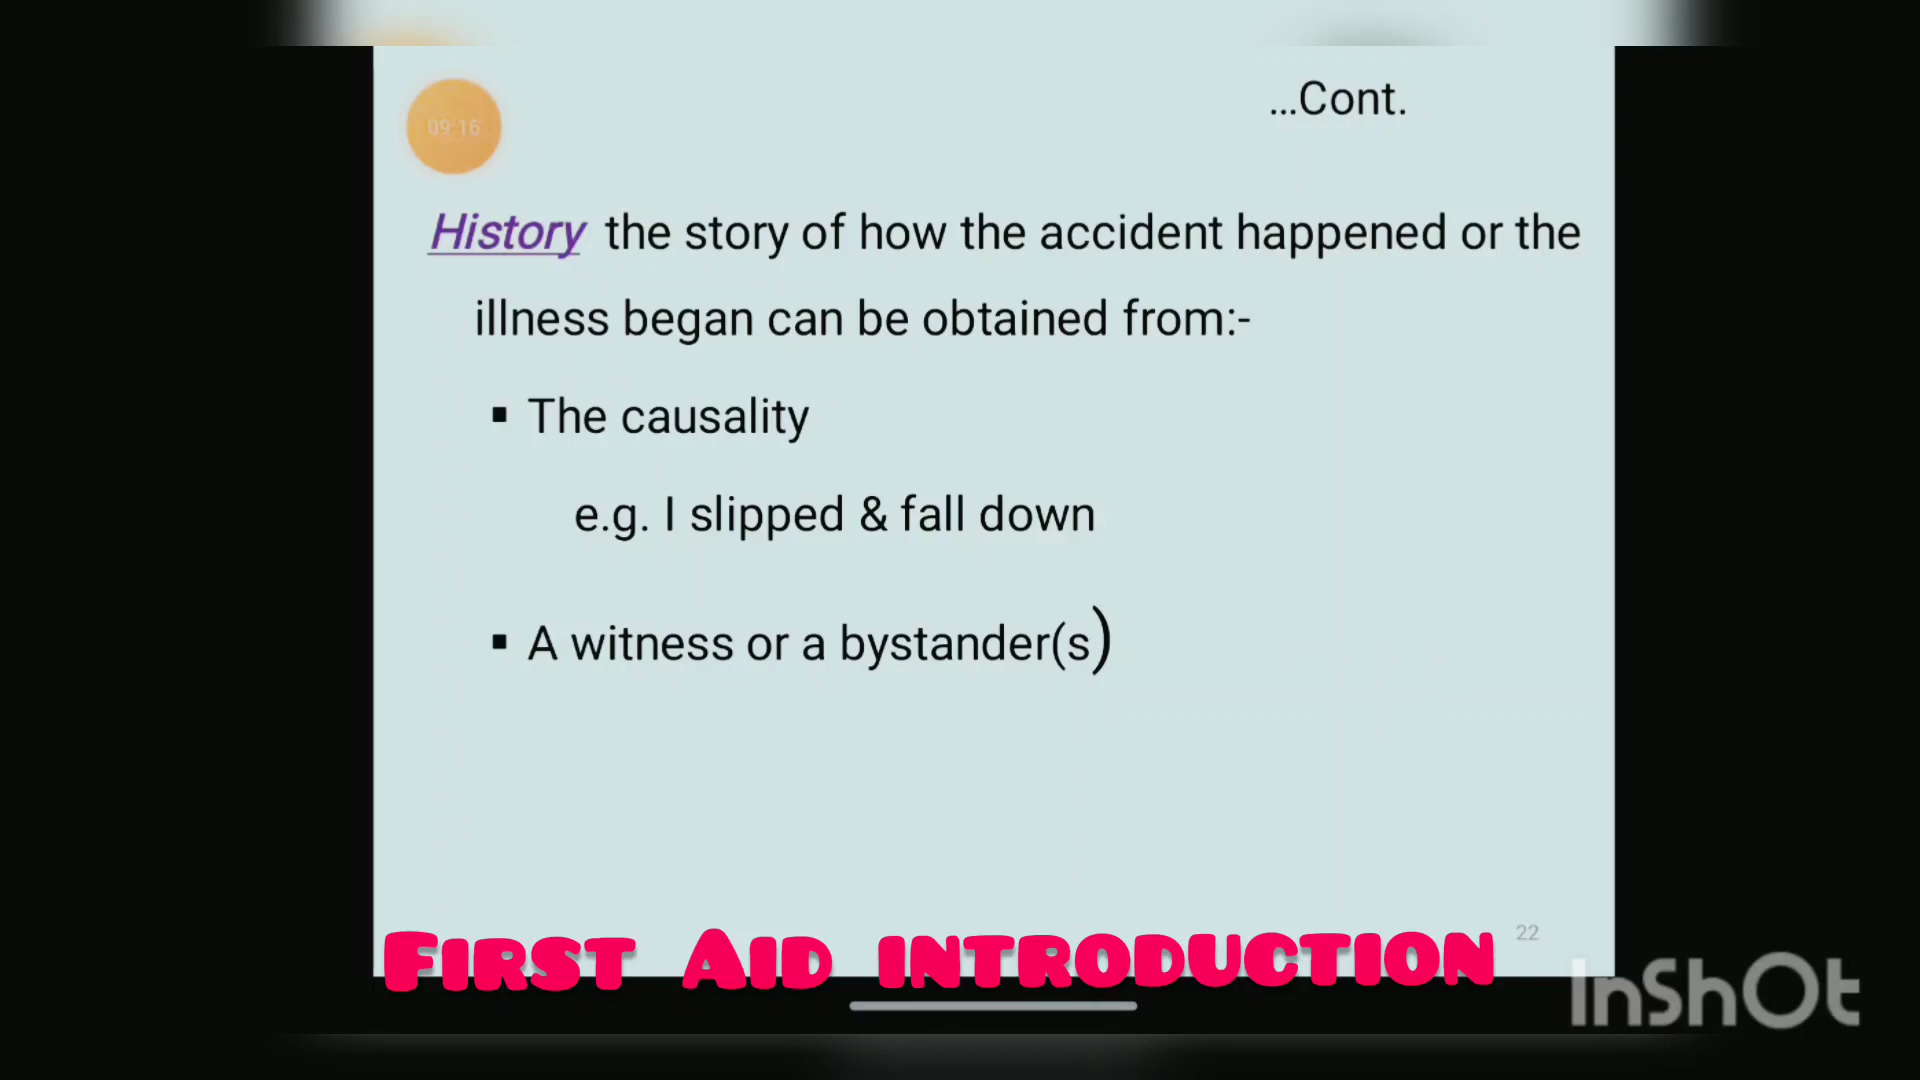 ...Cont.
09:16
History the story of how the accident happened or the
illness began can be obtained from:-
▪ The causality
e.g. I slipped & fall down
▪ A witness or a bystander(s)
22
First Aid introduction
InShOt